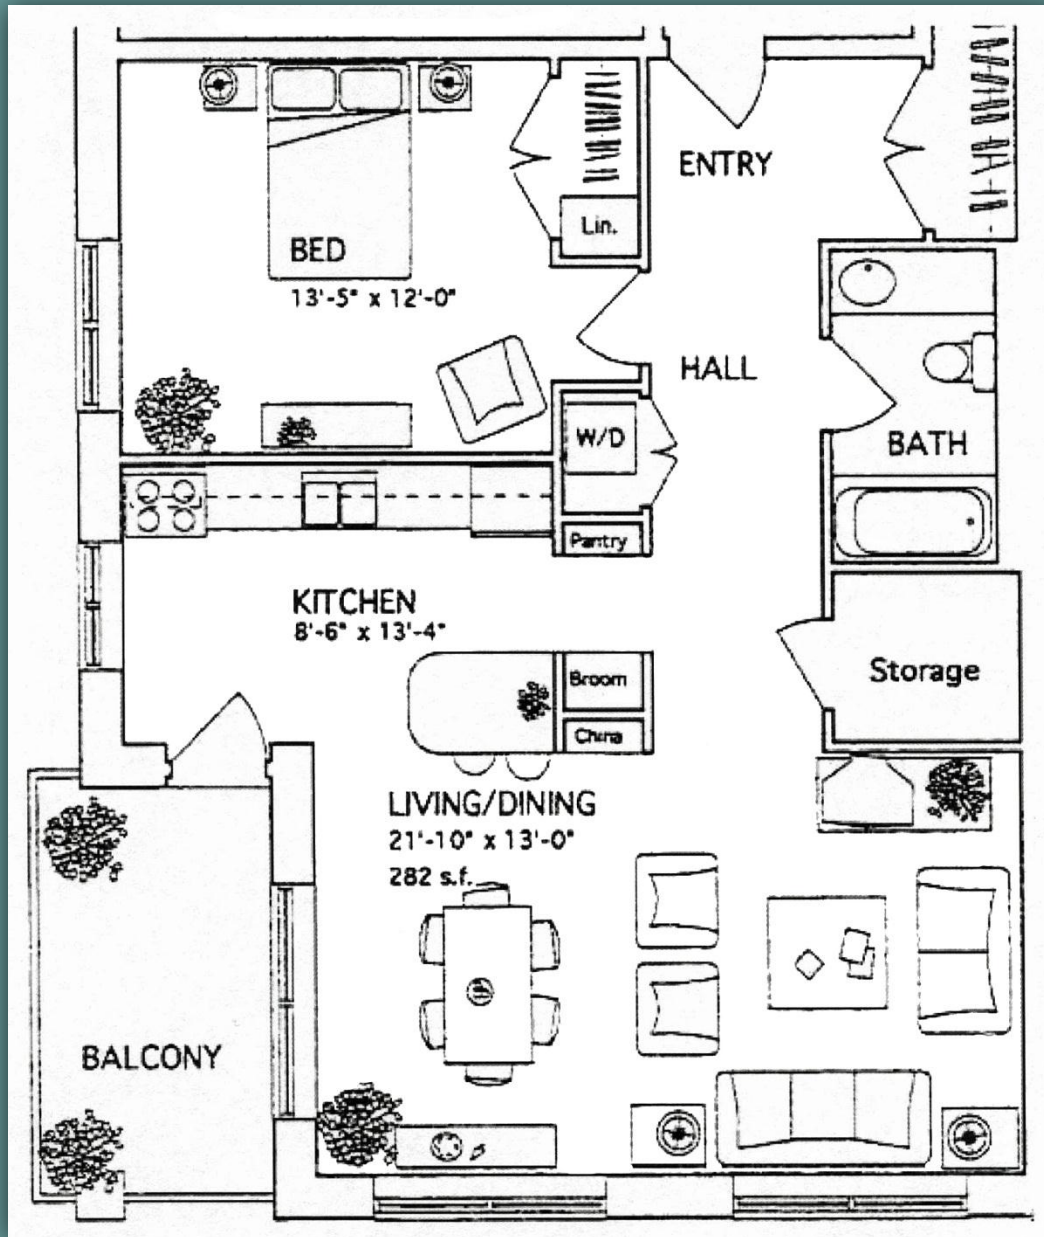 ENTRY
Lin.
BED
13'-5" x 12'-0"
HALL
W/D
BATH
Pantry
KITCHEN
8'-6" x 13'-4"
Broom
Storage
China
LIVING/DINING
21'-10" x 13'-0"
282 s.f.
BALCONY